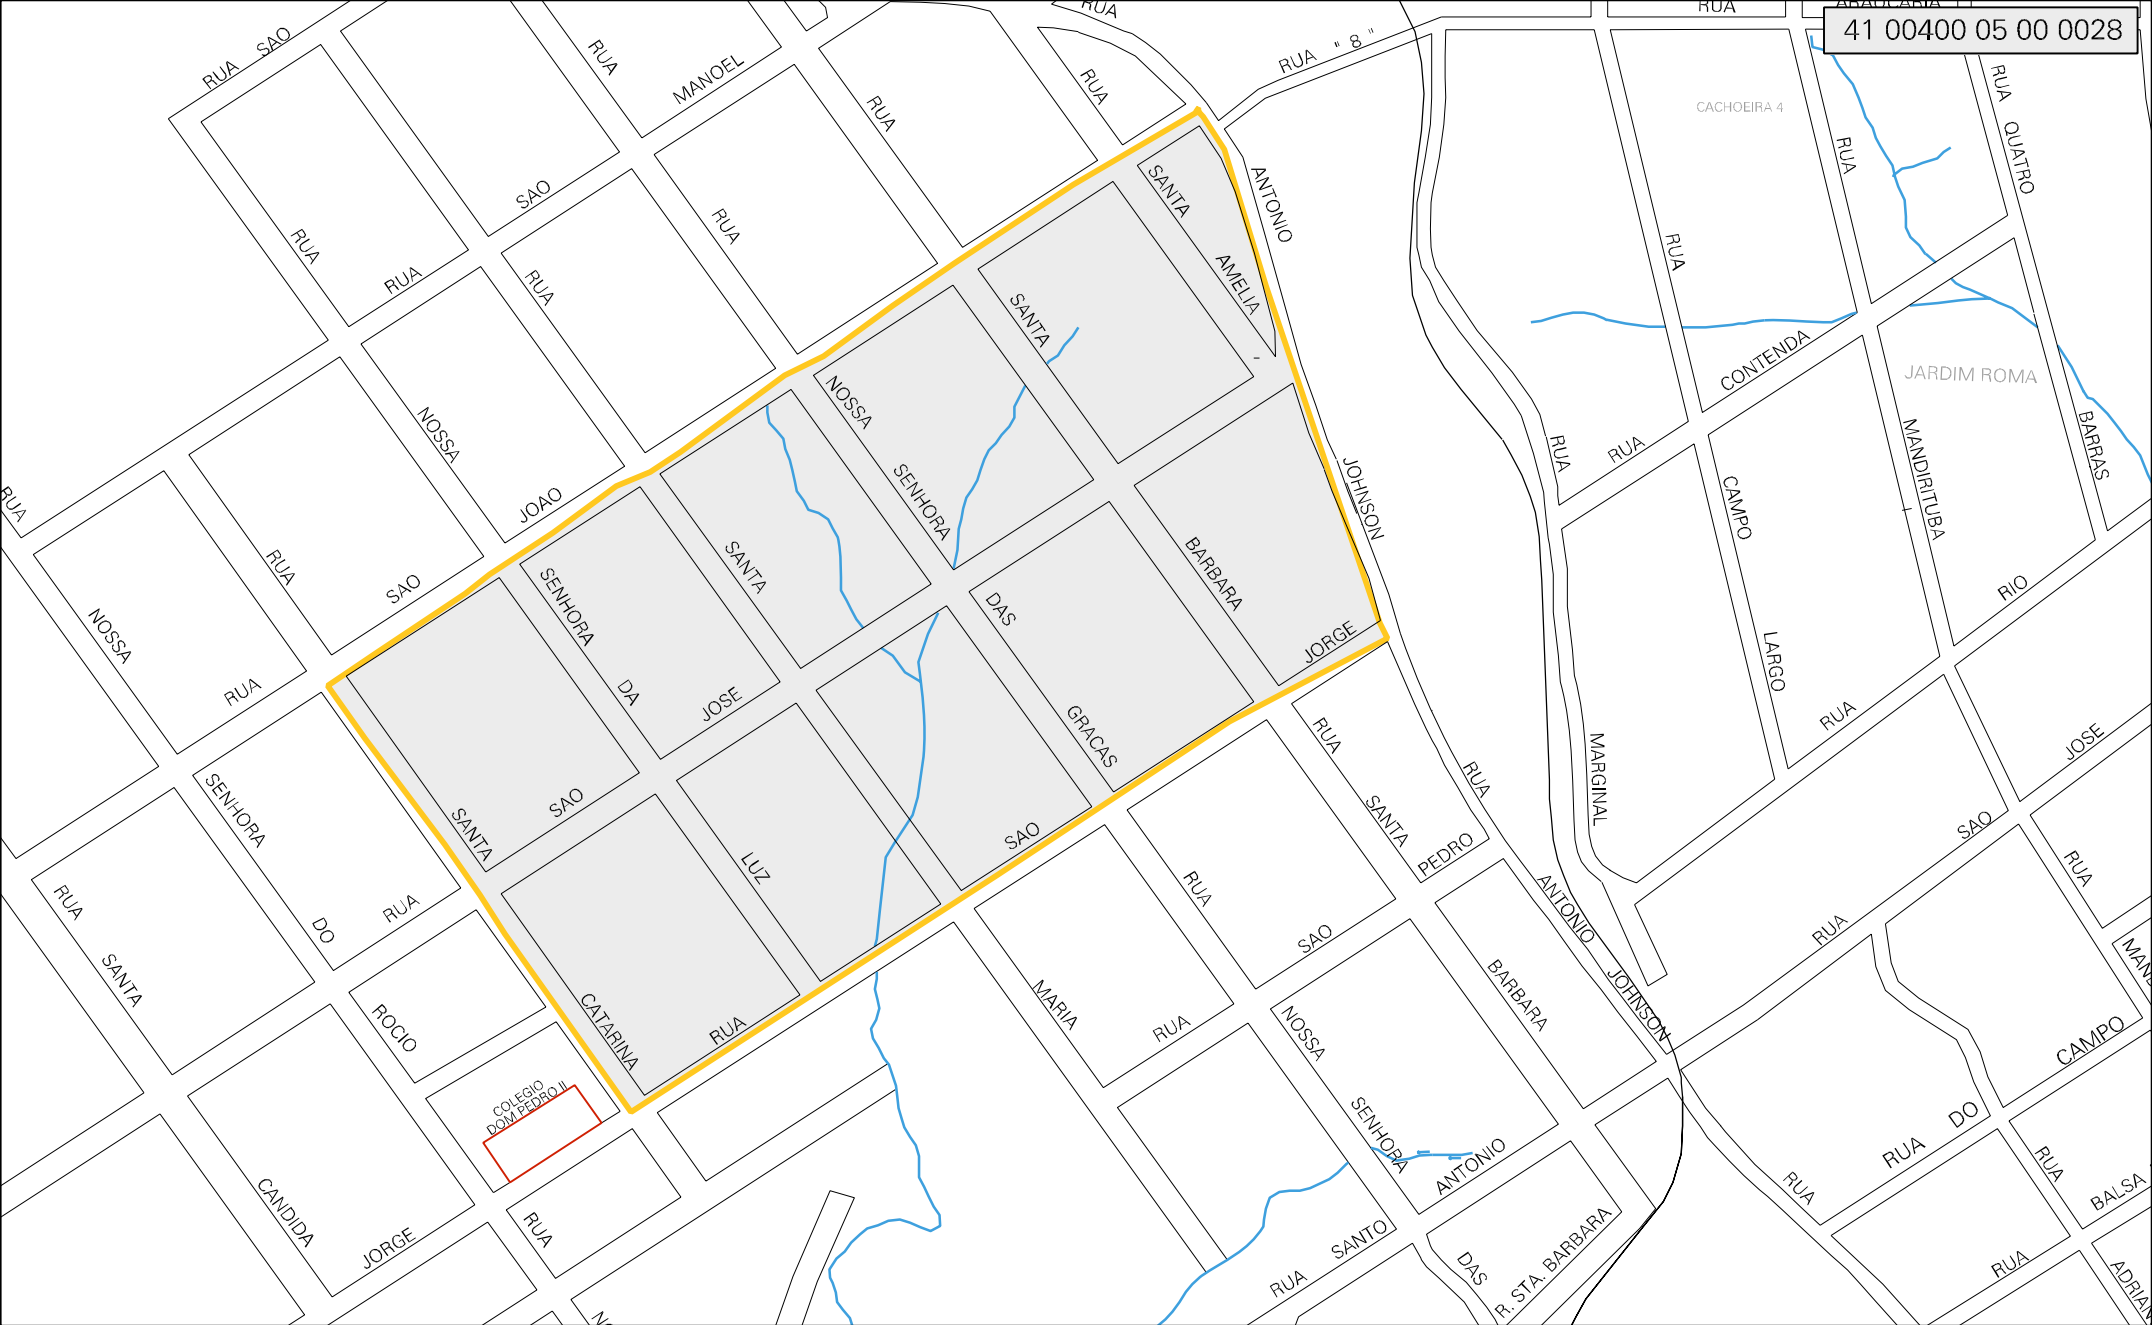 RUA
RUA
ARAUCARIA
41 00400 05 00 0028
RUA SAO
RUA
MANOEL
RUA
RUA
RUA " 8 "
CACHOEIRA 4
RUA QUATRO
BARRAS
RUA
MANDIRITUBA
RUA
CAMPO
LARGO
RUA
RUA
RUA SAO
RUA
RUA
SANTA
AMELIA
ANTONIO
JOHNSON
SANTA
BARBARA
NOSSA
SENHORA
DAS
GRACAS
RUA CONTENDA
JARDIM ROMA
RUA
MARGINAL
RUA
NOSSA
RUA
SAO
JOAO
SENHORA
DA
LUZ
SANTA
SAO
JOSE
SAO
JORGE
RUA
NOSSA
RUA
SENHORA
DO
ROCIO
RUA
SANTA
CATARINA
RUA
RUA
SANTA
CANDIDA
JORGE
RUA
COLEGIO
DOM PEDRO II
MARIA
RUA
SAO
PEDRO
RUA
RUA
SANTA
BARBARA
RUA
ANTONIO
JOHNSON
RUA
RIO
RUA
SAO
JOSE
RUA
NOSSA
SENHORA
DAS
RUA
SANTO
ANTONIO
R. STA. BARBARA
RUA
RUA
DO
CAMPO
RUA
RUA
BALSA